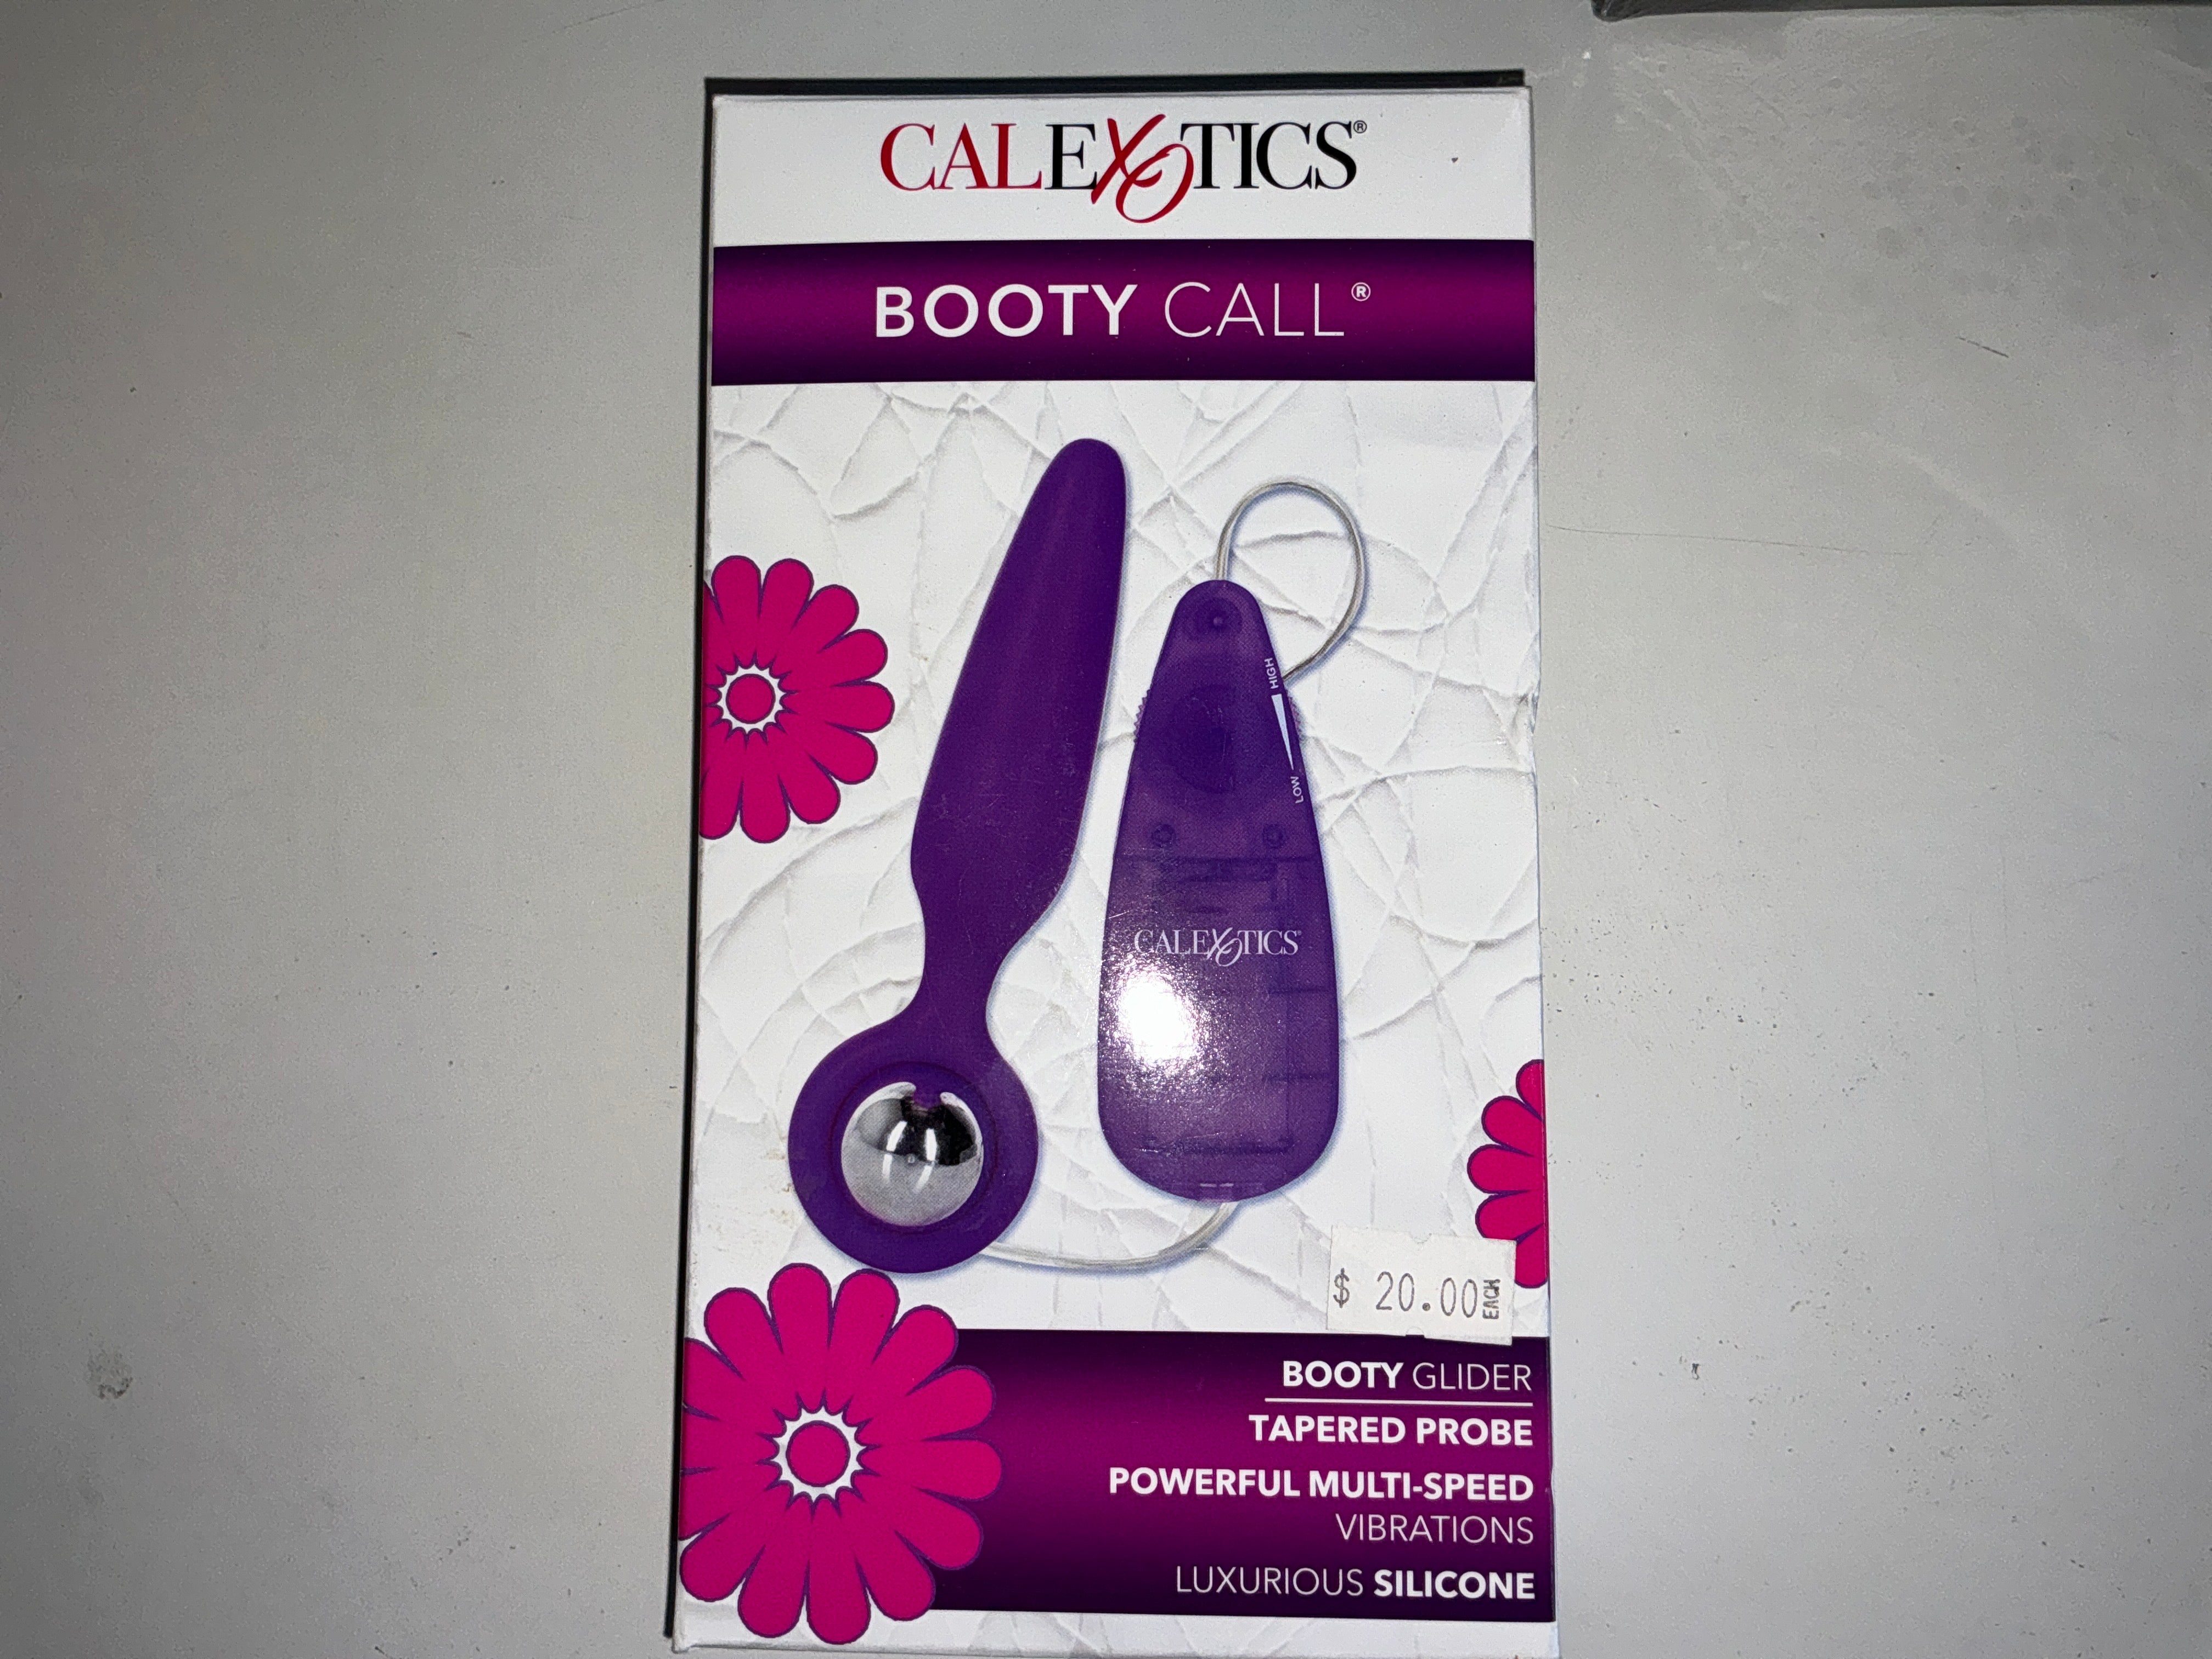 CALEXOTICS®
BOOTY CALL®
HIGH
LOW
CALEXOTICS
$ 20.00 EACH
BOOTY GLIDER
TAPERED PROBE
POWERFUL MULTI-SPEED
VIBRATIONS
LUXURIOUS SILICONE